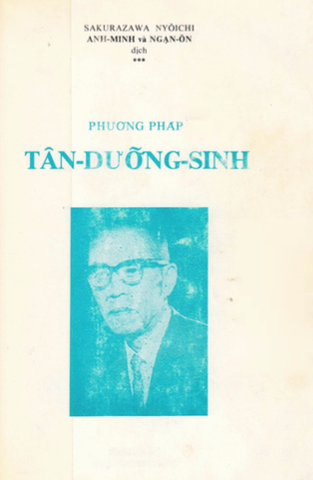 SAKURAZAWA NYÔICHI
ANH-MINH và NGẠN-ÔN
dịch
***
PHƯƠNG PHÁP
TÂN-DƯỠNG-SINH